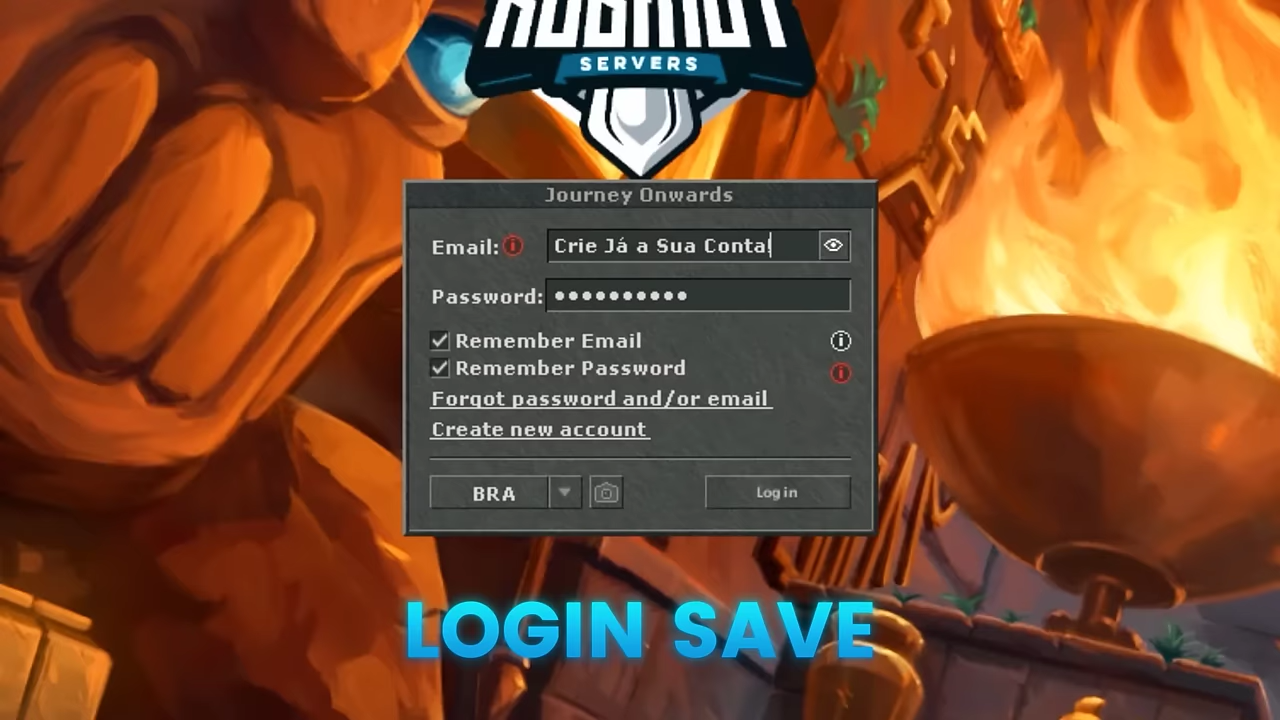 SERVERS
Journey Onwards
Email:
Crie Já a Sua Conta!
Password: ●●●●●●●●●●
Remember Email
Remember Password
Forgot password and/or email
Create new account
BRA
Log in
LOGIN SAVE